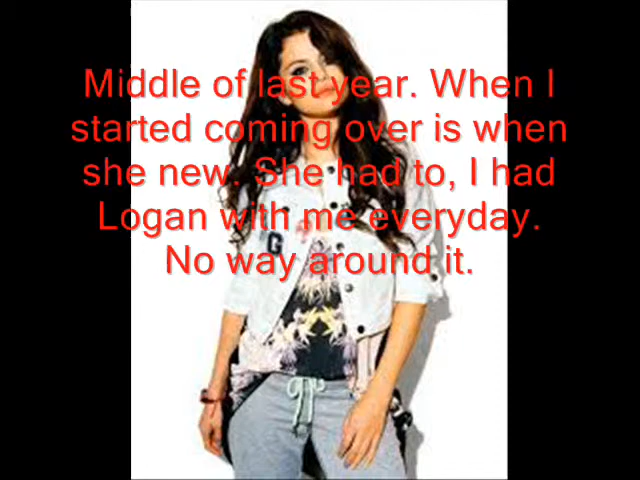 Middle of last year. When I
started coming over is when
she new. She had to, I had
Logan with me everyday.
No way around it.
G